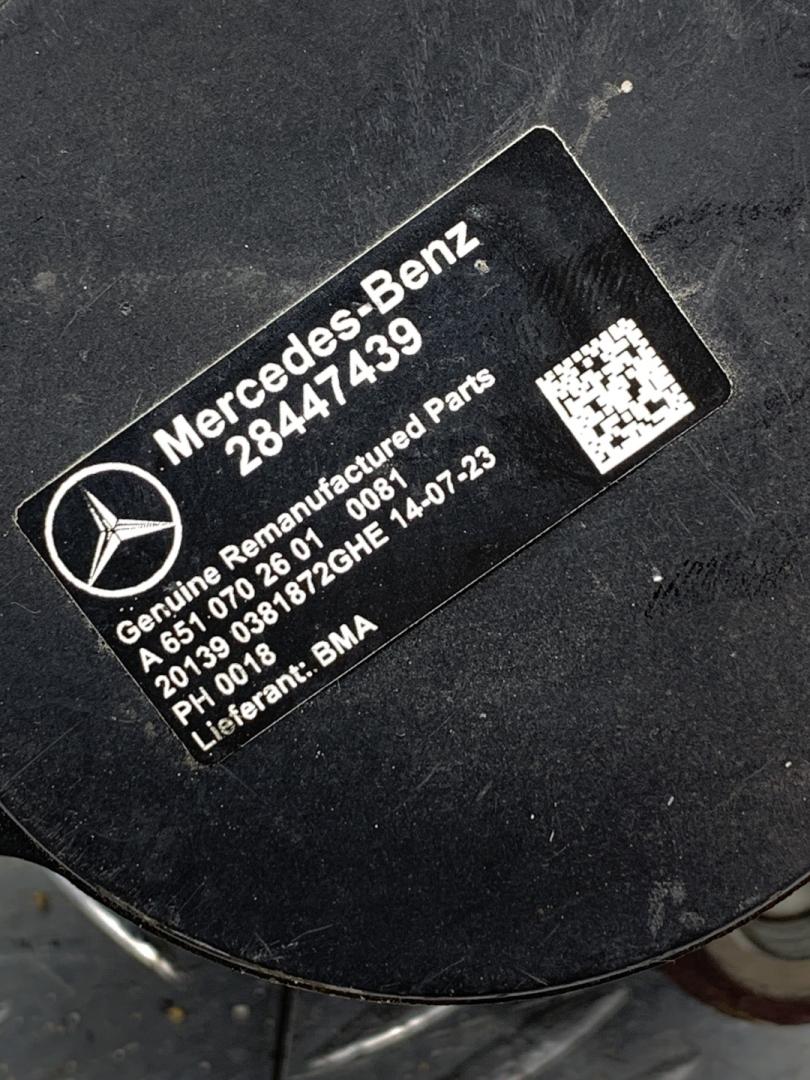 Mercedes-Benz
28447439
Genuine Remanufactured Parts
A 651 070 26 01 0081
20139 0381872GHE 14-07-23
PH 0018
Lieferant: BMA